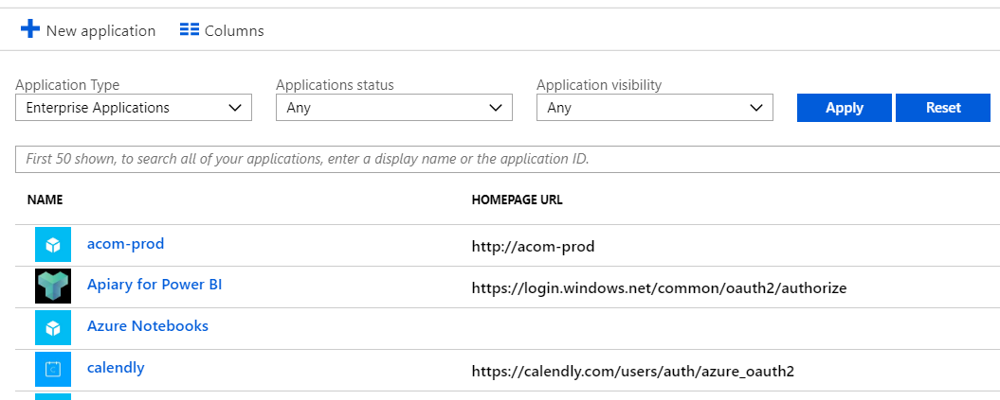 New application Columns
Application Type Applications status Application visibility
Enterprise Applications Any Any Apply Reset
First 50 shown, to search all of your applications, enter a display name or the application ID.
NAME HOMEPAGE URL
acom-prod http://acom-prod
Apiary for Power BI https://login.windows.net/common/oauth2/authorize
Azure Notebooks
calendly https://calendly.com/users/auth/azure_oauth2